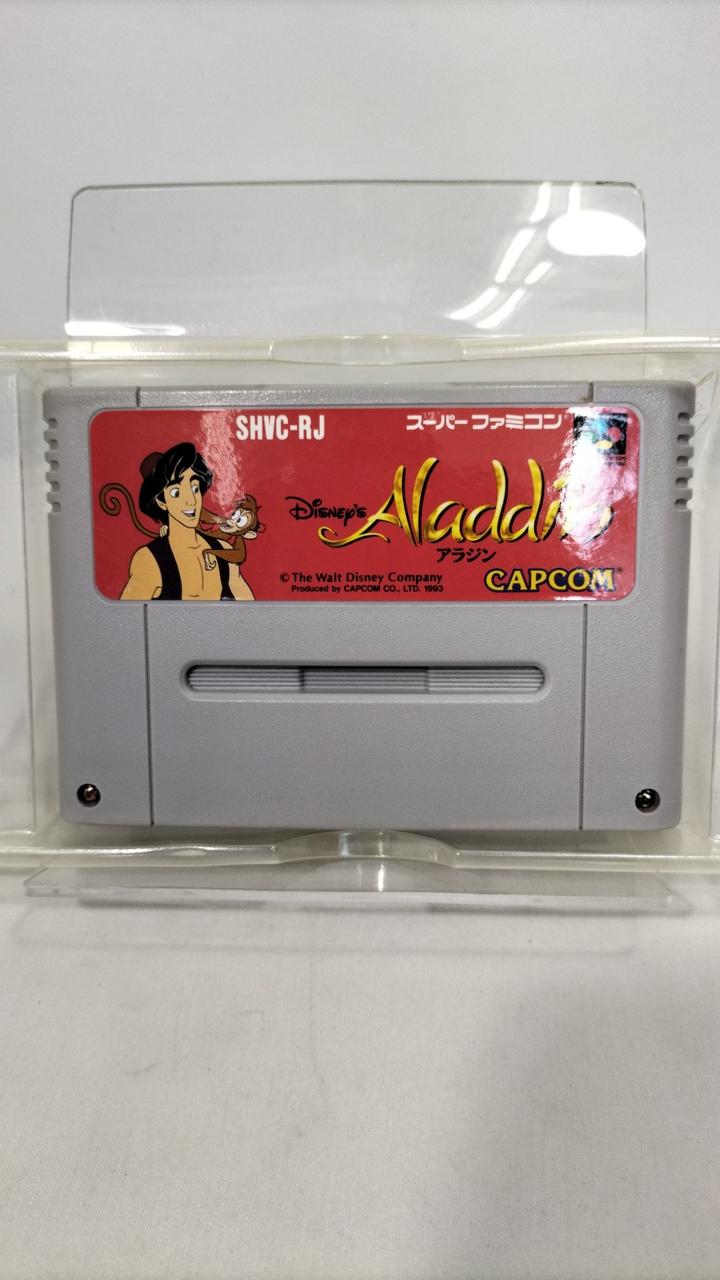 SHVC-RJ
スーパーファミコン
Disney's Aladdin
アラジン
© The Walt Disney Company
Produced by CAPCOM CO., LTD. 1993
CAPCOM